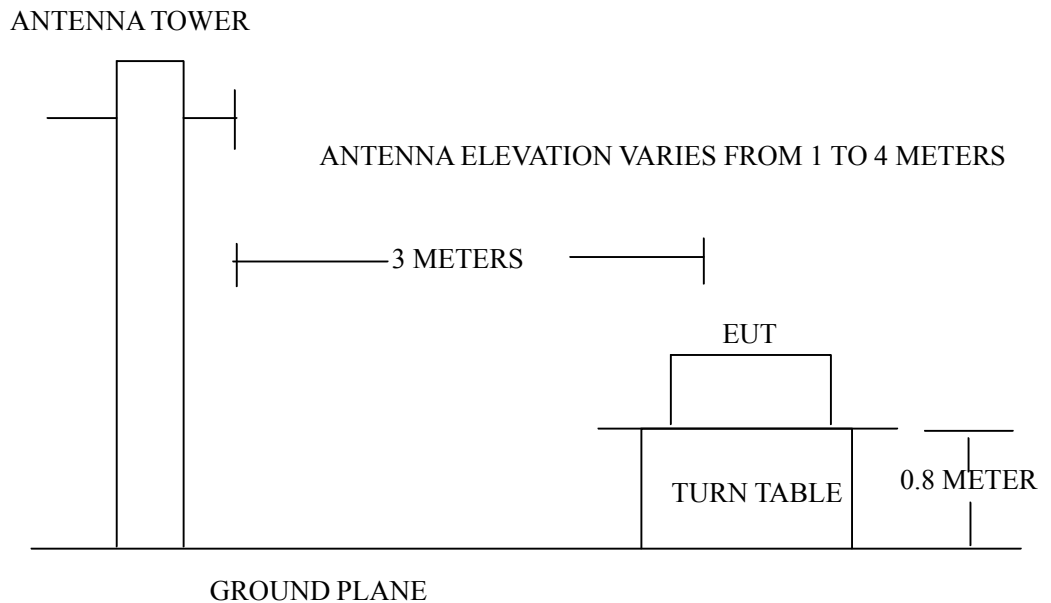 ANTENNA TOWER
ANTENNA ELEVATION VARIES FROM 1 TO 4 METERS
3 METERS
EUT
0.8 METER
TURN TABLE
GROUND PLANE